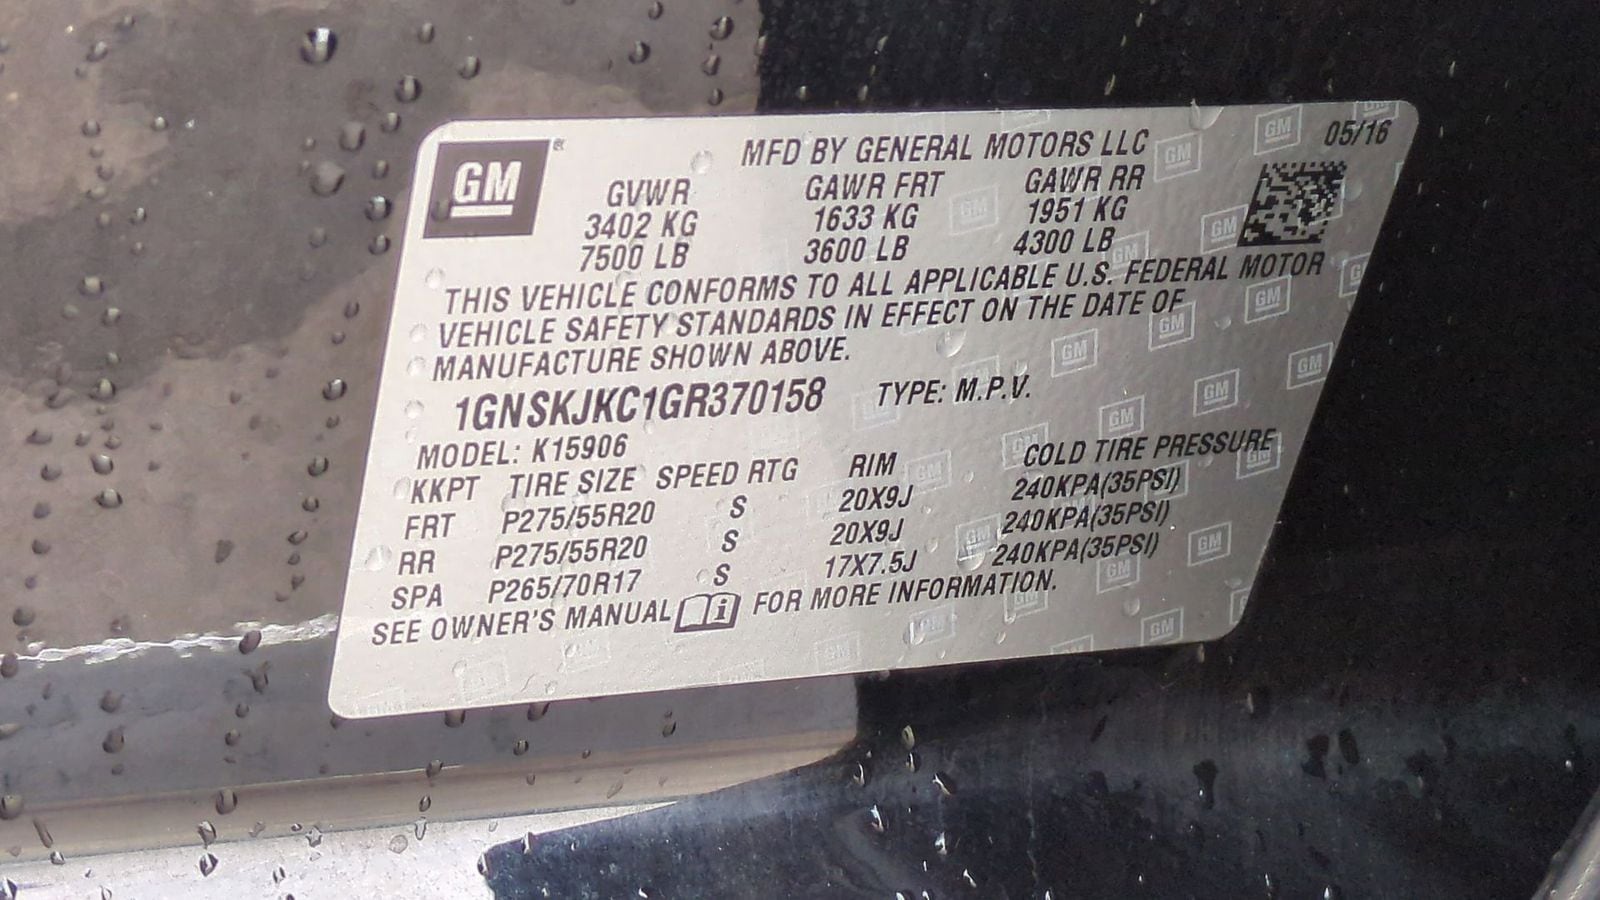 GM
MFD BY GENERAL MOTORS LLC 05/16
GVWR GAWR FRT GAWR RR
3402 KG 1633 KG 1951 KG
7500 LB 3600 LB 4300 LB
THIS VEHICLE CONFORMS TO ALL APPLICABLE U.S. FEDERAL MOTOR
VEHICLE SAFETY STANDARDS IN EFFECT ON THE DATE OF
MANUFACTURE SHOWN ABOVE.
1GNSKJKC1GR370158 TYPE: M.P.V.
MODEL: K15906
KKPT TIRE SIZE SPEED RTG RIM COLD TIRE PRESSURE
FRT P275/55R20 S 20X9J 240KPA(35PSI)
RR P275/55R20 S 20X9J 240KPA(35PSI)
SPA P265/70R17 S 17X7.5J 240KPA(35PSI)
SEE OWNER'S MANUAL i FOR MORE INFORMATION.